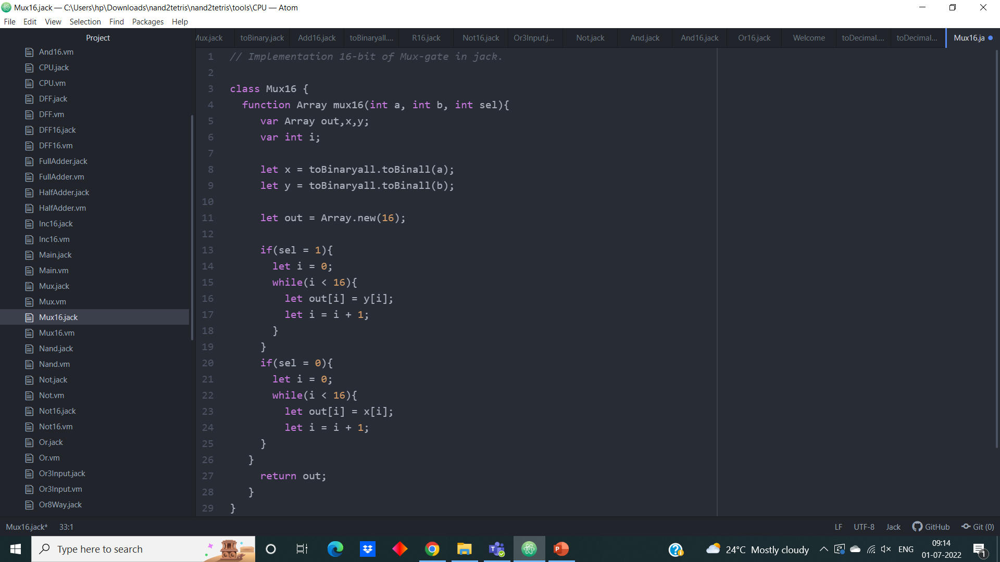 Mux16.jack — C:\Users\hp\Downloads\nand2tetris\nand2tetris\tools\CPU — Atom
File Edit View Selection Find Packages Help
Project
Mux.jack toBinary.jack Add16.jack toBinaryall.... R16.jack Not16.jack Or3Input.j... Not.jack And.jack And16.jack Or16.jack Welcome toDecimal.... toDecimal... Mux16.ja
And16.vm
CPU.jack
CPU.vm
DFF.jack
DFF.vm
DFF16.jack
DFF16.vm
FullAdder.jack
FullAdder.vm
HalfAdder.jack
HalfAdder.vm
Inc16.jack
Inc16.vm
Main.jack
Main.vm
Mux.jack
Mux.vm
Mux16.jack
Mux16.vm
Nand.jack
Nand.vm
Not.jack
Not.vm
Not16.jack
Not16.vm
Or.jack
Or.vm
Or3Input.jack
Or3Input.vm
Or8Way.jack
1 // Implementation 16-bit of Mux-gate in jack.
2
3 class Mux16 {
4 function Array mux16(int a, int b, int sel){
5 var Array out,x,y;
6 var int i;
7
8 let x = toBinaryall.toBinall(a);
9 let y = toBinaryall.toBinall(b);
10
11 let out = Array.new(16);
12
13 if(sel = 1){
14 let i = 0;
15 while(i < 16){
16 let out[i] = y[i];
17 let i = i + 1;
18 }
19 }
20 if(sel = 0){
21 let i = 0;
22 while(i < 16){
23 let out[i] = x[i];
24 let i = i + 1;
25 }
26 }
27 return out;
28 }
29 }
Mux16.jack* 33:1 LF UTF-8 Jack GitHub Git (0)
Type here to search 24°C Mostly cloudy ENG 09:14
01-07-2022
1